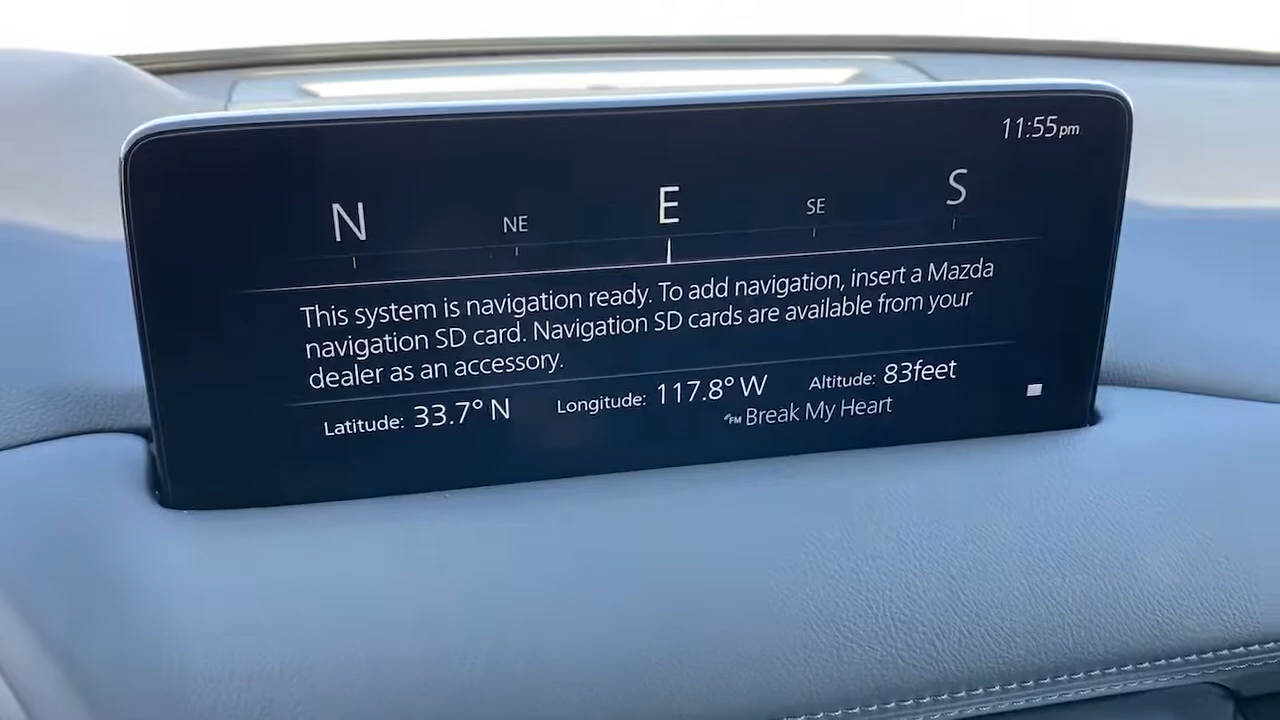 11:55pm
N NE E SE S
This system is navigation ready. To add navigation, insert a Mazda
navigation SD card. Navigation SD cards are available from your
dealer as an accessory.
Latitude: 33.7° N Longitude: 117.8° W Altitude: 83feet
FM Break My Heart